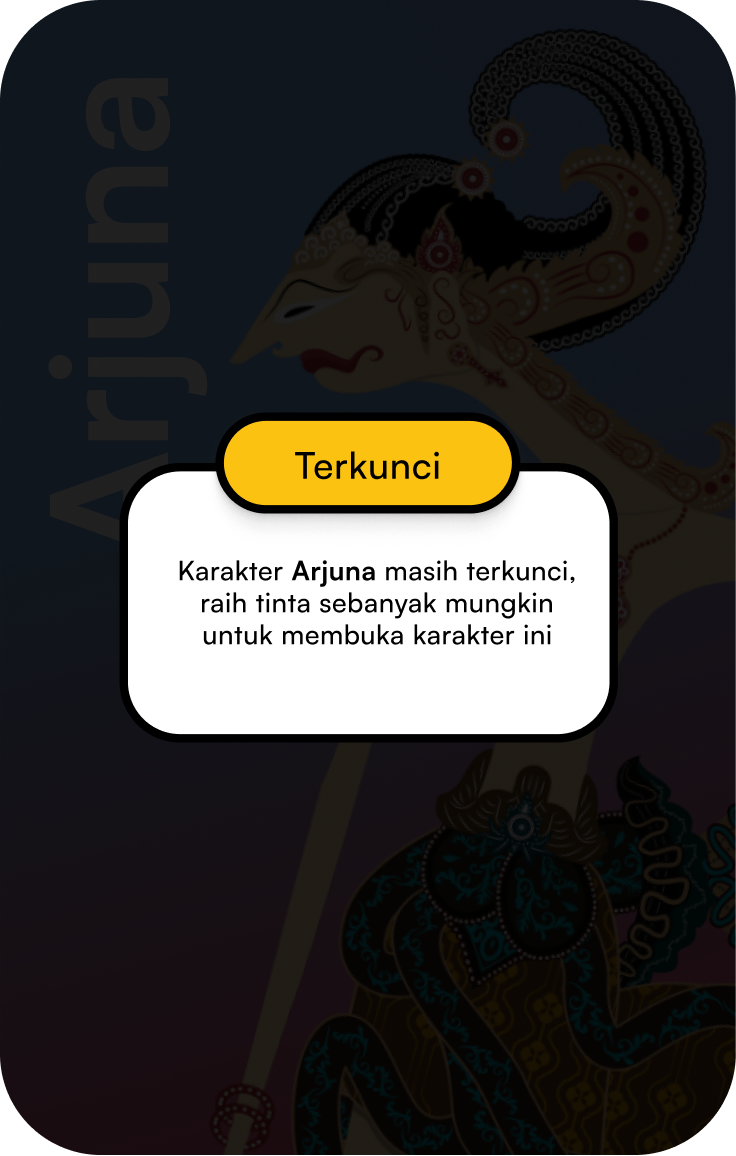 Arjuna
Terkunci
Karakter Arjuna masih terkunci,
raih tinta sebanyak mungkin
untuk membuka karakter ini